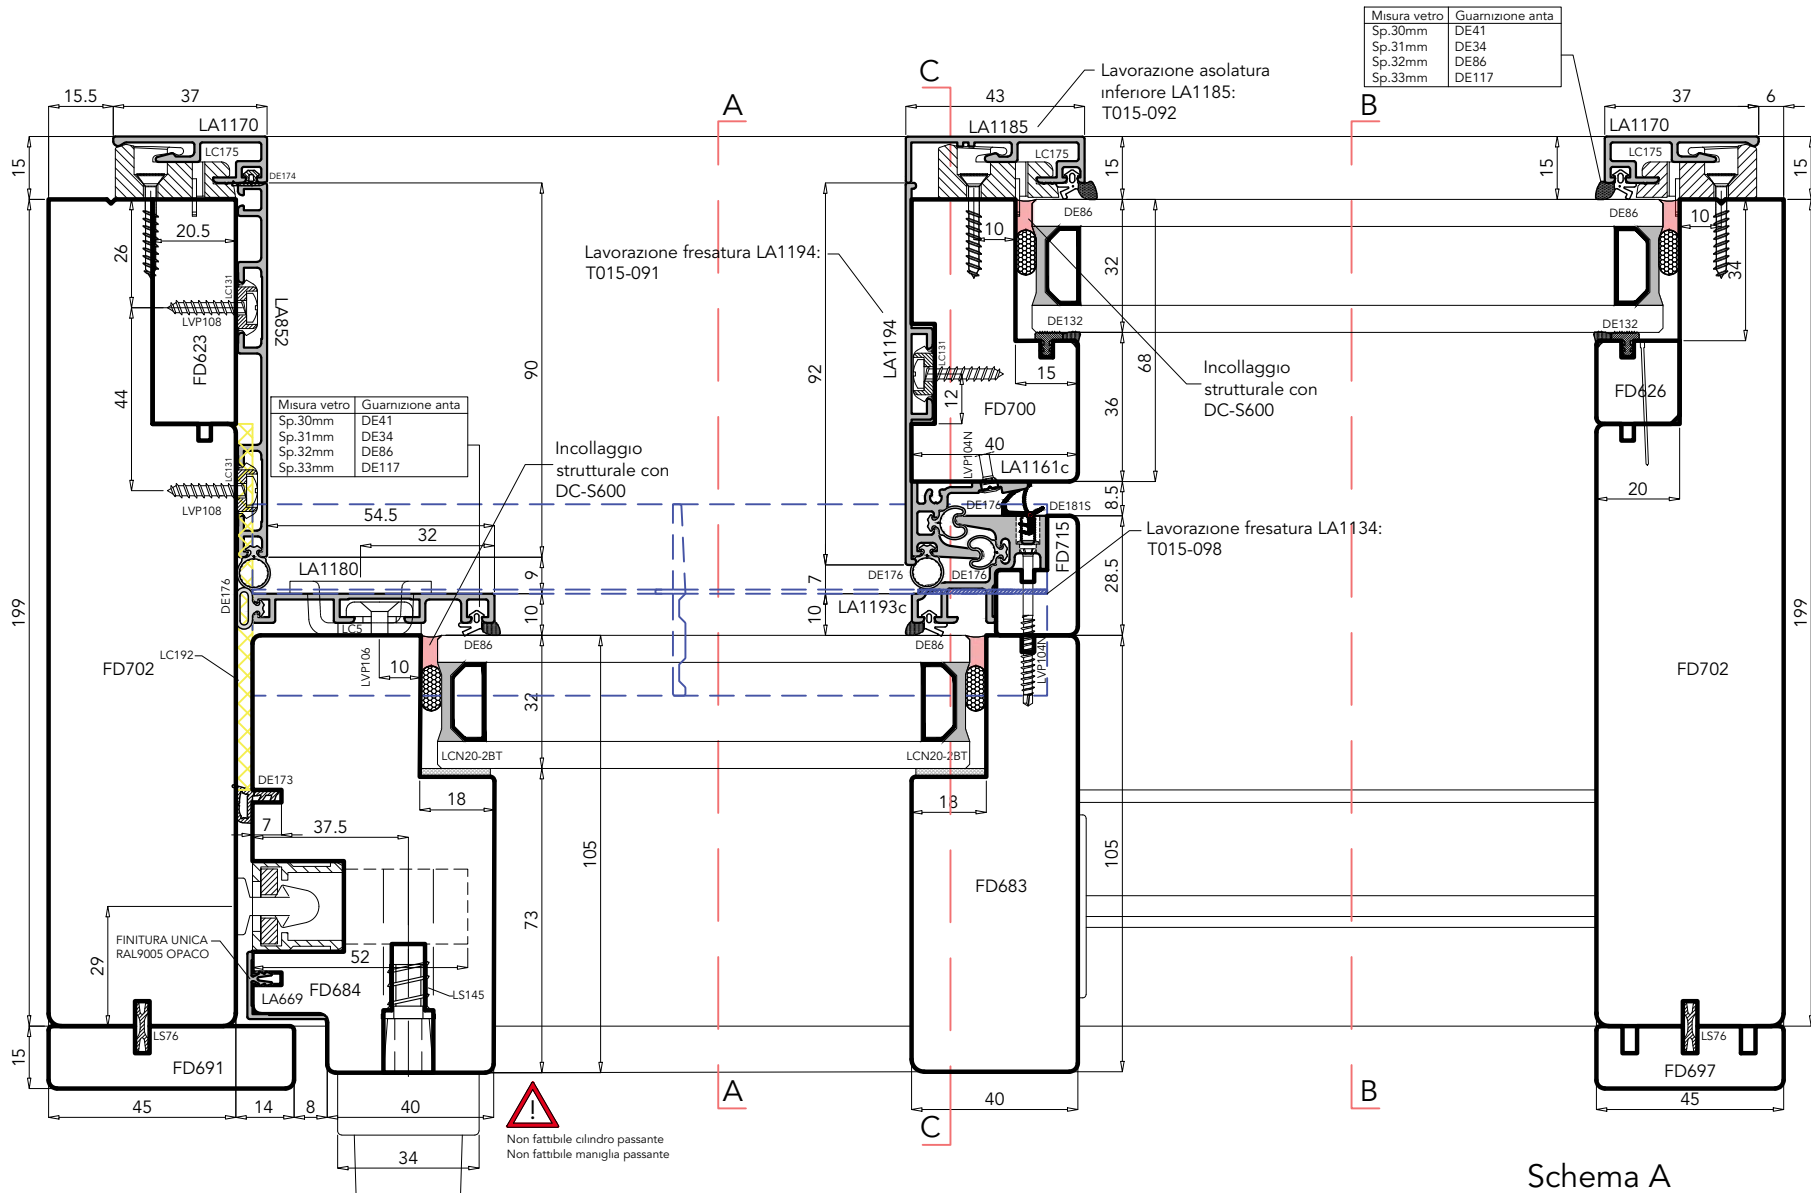 Misura vetro Guarnizione anta
Sp.30mm DE41
Sp.31mm DE34
Sp.32mm DE86
Sp.33mm DE117
C
Lavorazione asolatura
inferiore LA1185:
T015-092
15.5
37
A
43
B
37
6
LA1170
LA1185
LA1170
15
LC175
LC175
15
15
LC175
15
DE174
DE86
DE86
20.5
10
10
26
Lavorazione fresatura LA1194:
T015-091
32
34
LC131
LVP108
LA852
DE132
DE132
FD623
LA1194
LC131
90
92
15
68
Incollaggio
strutturale con
DC-S600
FD626
44
12
FD700
36
Misura vetro Guarnizione anta
Sp.30mm DE41
Sp.31mm DE34
Sp.32mm DE86
Sp.33mm DE117
Incollaggio
strutturale con
DC-S600
LVP104N
40
LA1161c
LC131
LVP108
20
54.5
DE176
DE181S
8.5
32
Lavorazione fresatura LA1134:
T015-098
FD715
28.5
LA1180
9
DE176
DE176
7
DE176
LA1193c
10
10
199
199
LC5
DE86
DE86
LVP106
LVP104N
LC192
FD702
10
32
FD702
LCN20-2BT
LCN20-2BT
DE173
18
18
7
37.5
105
105
FD683
73
FINITURA UNICA
RAL9005 OPACO
29
52
LA669
FD684
LS145
LS76
LS76
15
FD691
FD697
45
14
8
40
A
40
B
45
Non fattibile cilindro passante
Non fattibile maniglia passante
C
34
Schema A